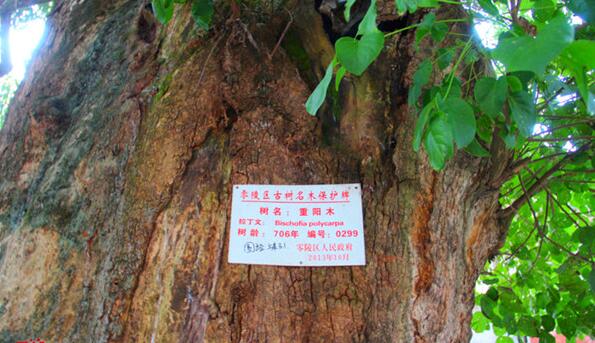 零陵区古树名木保护牌
树名：重阳木
拉丁文：Bischofia polycarpa
树龄：706年 编号：0299
零陵区人民政府
2013年10月